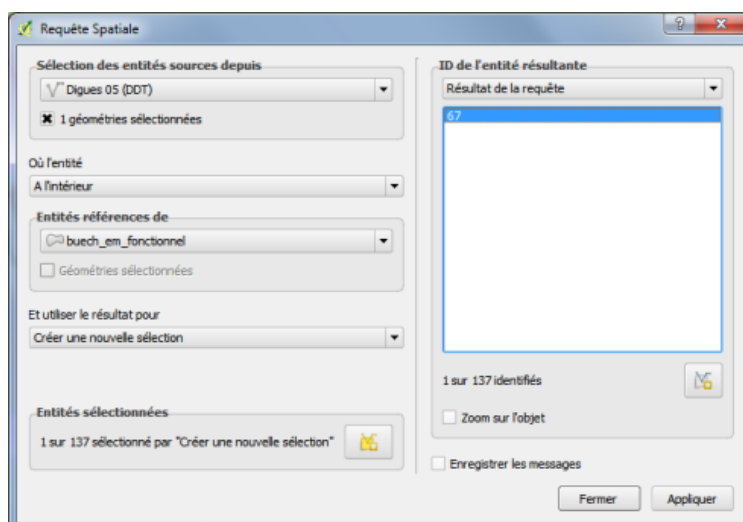 Requête Spatiale
Sélection des entités sources depuis
Digues 05 (DDT)
1 géométries sélectionnées
Où l'entité
A l'intérieur
Entités références de
buech_em_fonctionnel
Géométries sélectionnées
Et utiliser le résultat pour
Créer une nouvelle sélection
Entités sélectionnées
1 sur 137 sélectionné par "Créer une nouvelle sélection"
ID de l'entité résultante
Résultat de la requête
67
1 sur 137 identifiés
Zoom sur l'objet
Enregistrer les messages
Fermer
Appliquer